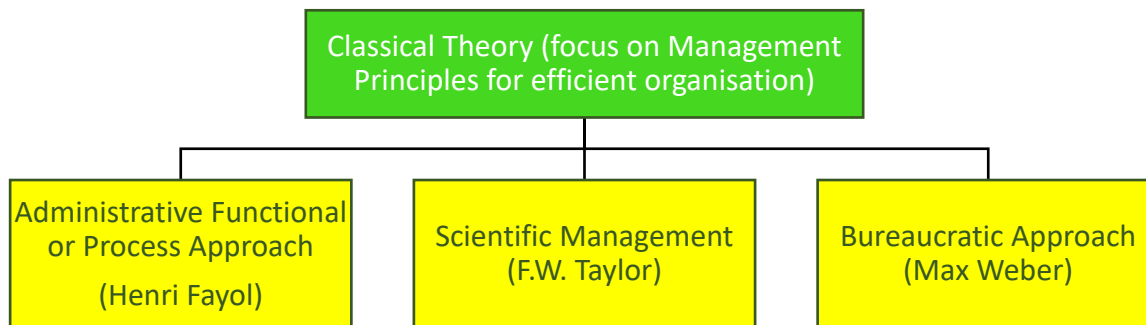 Classical Theory (focus on Management
Principles for efficient organisation)
Administrative Functional
or Process Approach
(Henri Fayol)
Scientific Management
(F.W. Taylor)
Bureaucratic Approach
(Max Weber)